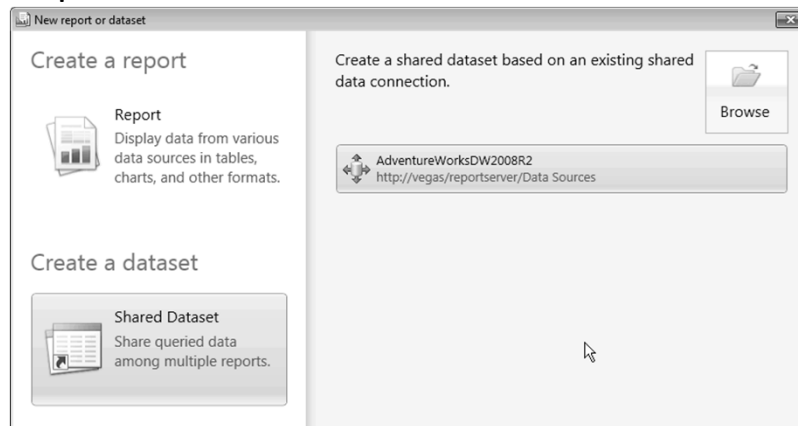 New report or dataset
Create a report
Report
Display data from various
data sources in tables,
charts, and other formats.
Create a dataset
Shared Dataset
Share queried data
among multiple reports.
Create a shared dataset based on an existing shared
data connection.
Browse
AdventureWorksDW2008R2
http://vegas/reportserver/Data Sources